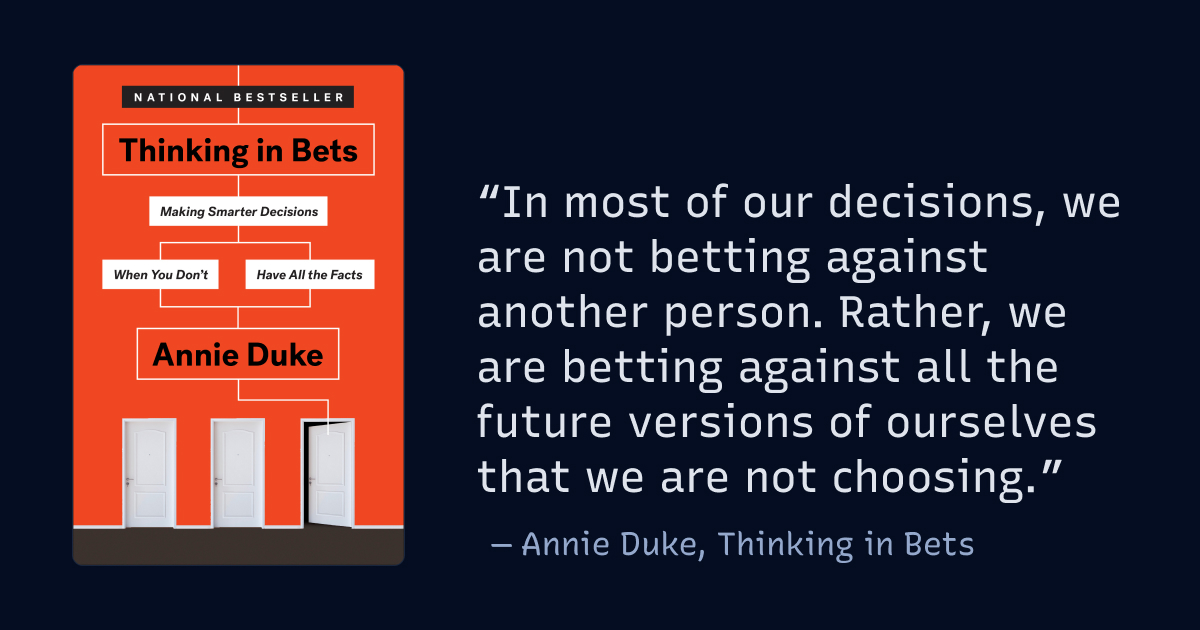 NATIONAL BESTSELLER
Thinking in Bets
Making Smarter Decisions
When You Don’t
Have All the Facts
Annie Duke
“In most of our decisions, we
are not betting against
another person. Rather, we
are betting against all the
future versions of ourselves
that we are not choosing.”
— Annie Duke, Thinking in Bets